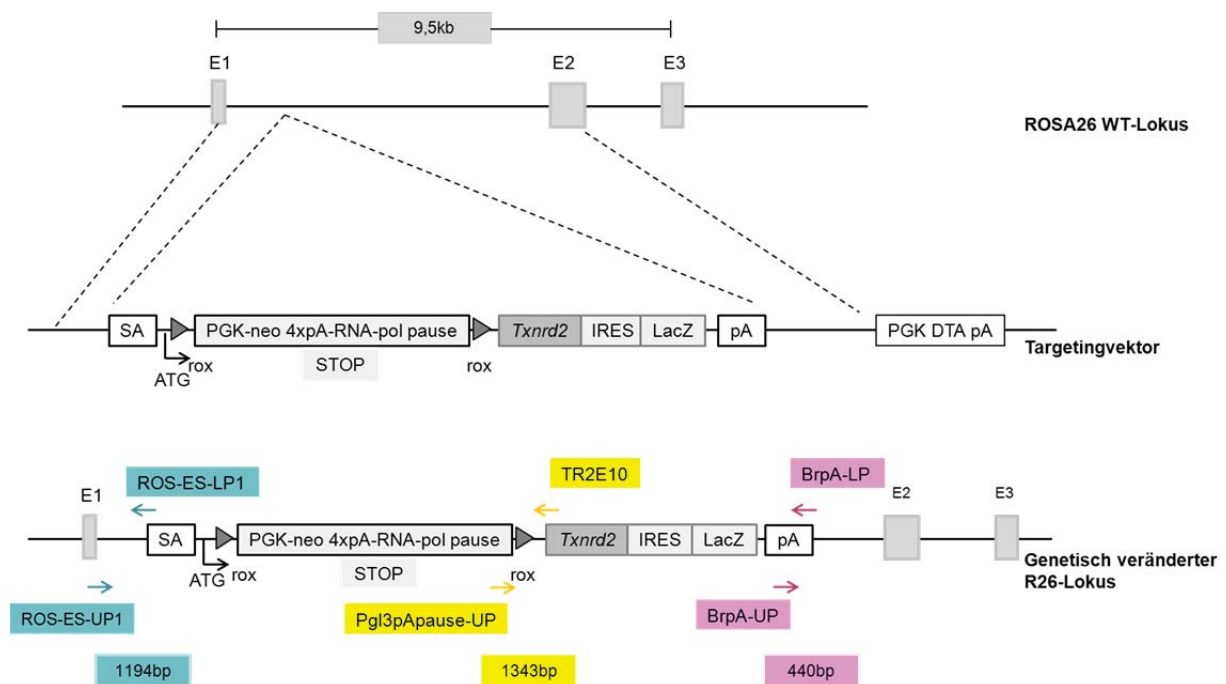 9,5kb
E1
E2
E3
ROSA26 WT-Lokus
SA
PGK-neo 4xpA-RNA-pol pause
Txnrd2
IRES
LacZ
pA
PGK DTA pA
Targetingvektor
ATG
rox
STOP
rox
ROS-ES-LP1
TR2E10
BrpA-LP
E1
E2
E3
SA
PGK-neo 4xpA-RNA-pol pause
Txnrd2
IRES
LacZ
pA
Genetisch veränderter
R26-Lokus
ATG
rox
STOP
rox
ROS-ES-UP1
Pgl3pApause-UP
BrpA-UP
1194bp
1343bp
440bp